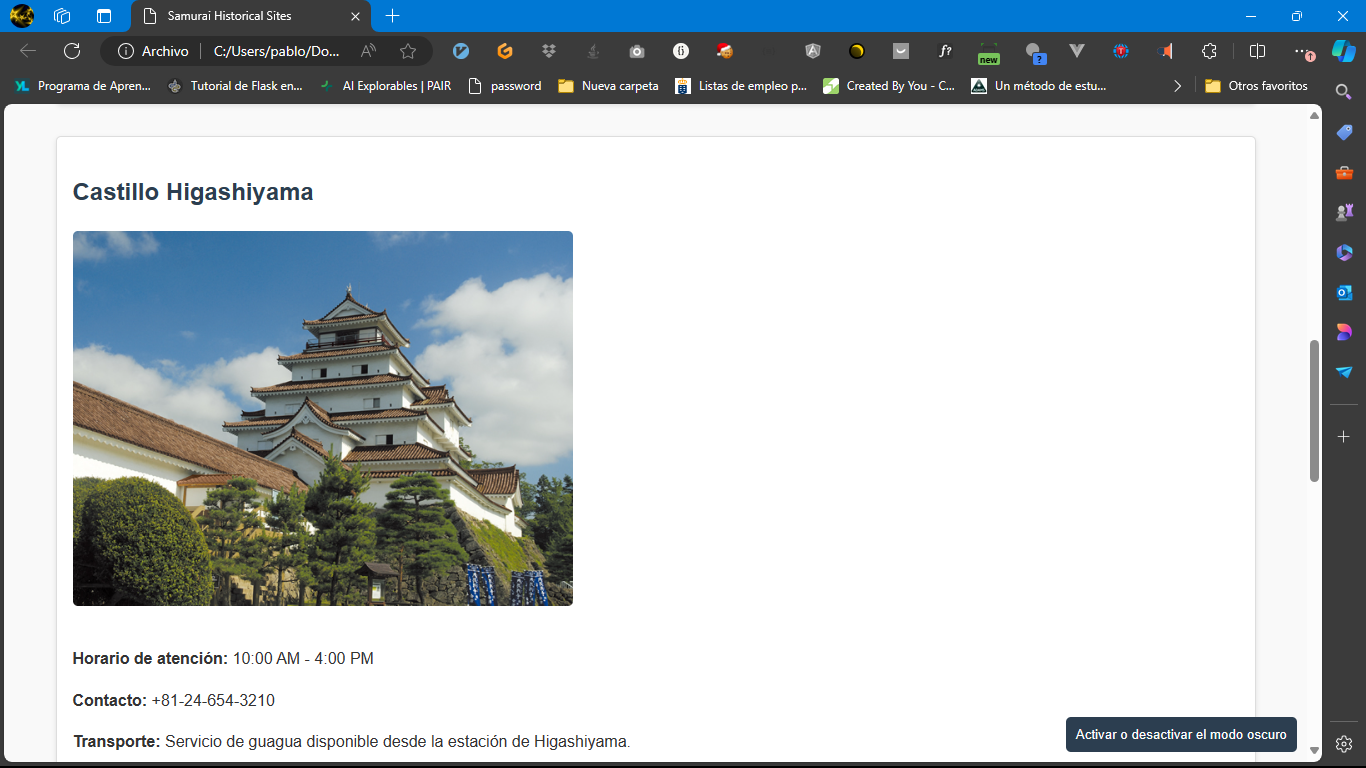 Samurai Historical Sites
Archivo
C:/Users/pablo/Do...
new
Programa de Apren...
Tutorial de Flask en...
AI Explorables | PAIR
password
Nueva carpeta
Listas de empleo p...
Created By You - C...
Un método de estu...
Otros favoritos
Castillo Higashiyama
Horario de atención: 10:00 AM - 4:00 PM
Contacto: +81-24-654-3210
Transporte: Servicio de guagua disponible desde la estación de Higashiyama.
Activar o desactivar el modo oscuro